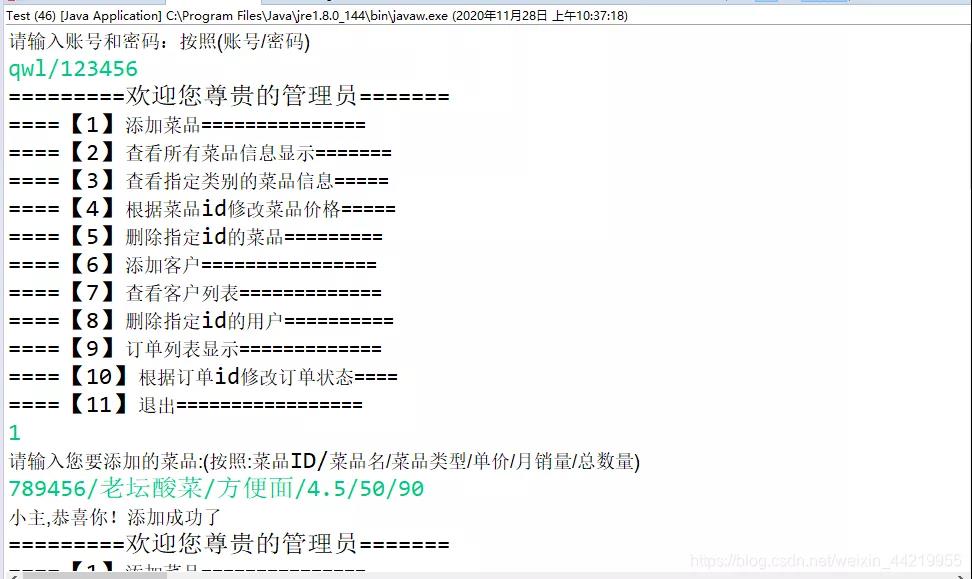 Test (46) [Java Application] C:\Program Files\Java\jre1.8.0_144\bin\javaw.exe (2020年11月28日 上午10:37:18)
请输入账号和密码：按照(账号/密码)
qwl/123456
=========欢迎您尊贵的管理员=======
====【1】添加菜品===============
====【2】查看所有菜品信息显示=======
====【3】查看指定类别的菜品信息=====
====【4】根据菜品id修改菜品价格=====
====【5】删除指定id的菜品=========
====【6】添加客户================
====【7】查看客户列表=============
====【8】删除指定id的用户==========
====【9】订单列表显示=============
====【10】根据订单id修改订单状态====
====【11】退出=================
1
请输入您要添加的菜品:(按照:菜品ID/菜品名/菜品类型/单价/月销量/总数量)
789456/老坛酸菜/方便面/4.5/50/90
小主,恭喜你！添加成功了
=========欢迎您尊贵的管理员=======
====【1】添加菜品===============
https://blog.csdn.net/weixin_44219955